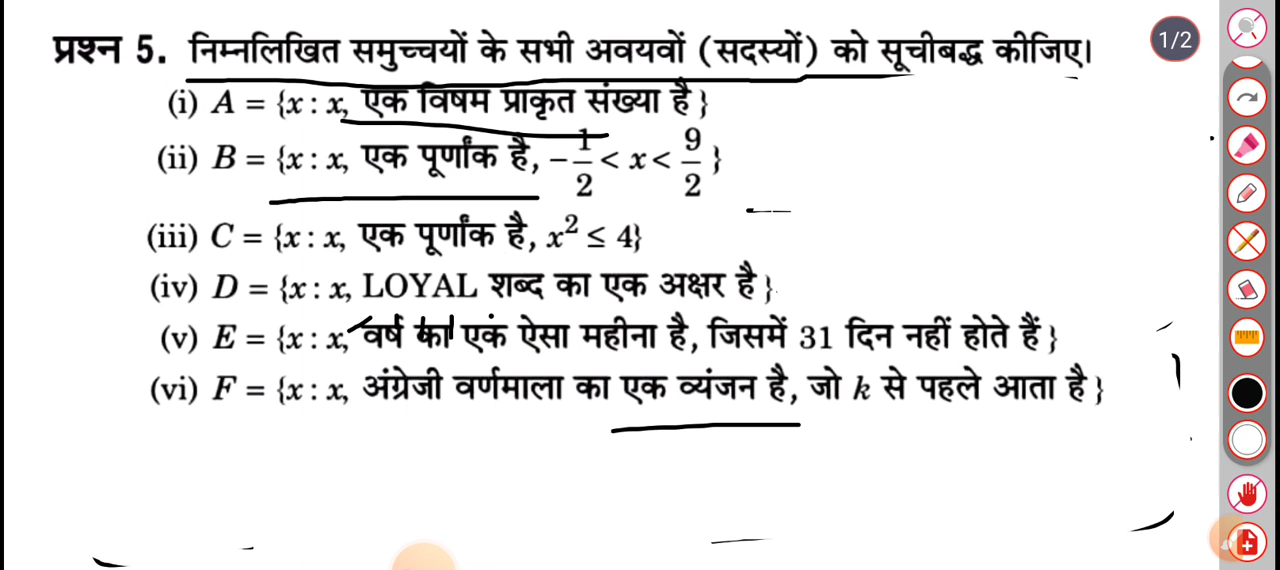 1/2
प्रश्न 5. निम्नलिखित समुच्चयों के सभी अवयवों (सदस्यों) को सूचीबद्ध कीजिए।
(i) A = {x : x, एक विषम प्राकृत संख्या है}
(ii) B = {x : x, एक पूर्णांक है, −1/2 < x < 9/2}
(iii) C = {x : x, एक पूर्णांक है, x² ≤ 4}
(iv) D = {x : x, LOYAL शब्द का एक अक्षर है}
(v) E = {x : x, वर्ष का एक ऐसा महीना है, जिसमें 31 दिन नहीं होते हैं}
(vi) F = {x : x, अंग्रेजी वर्णमाला का एक व्यंजन है, जो k से पहले आता है}